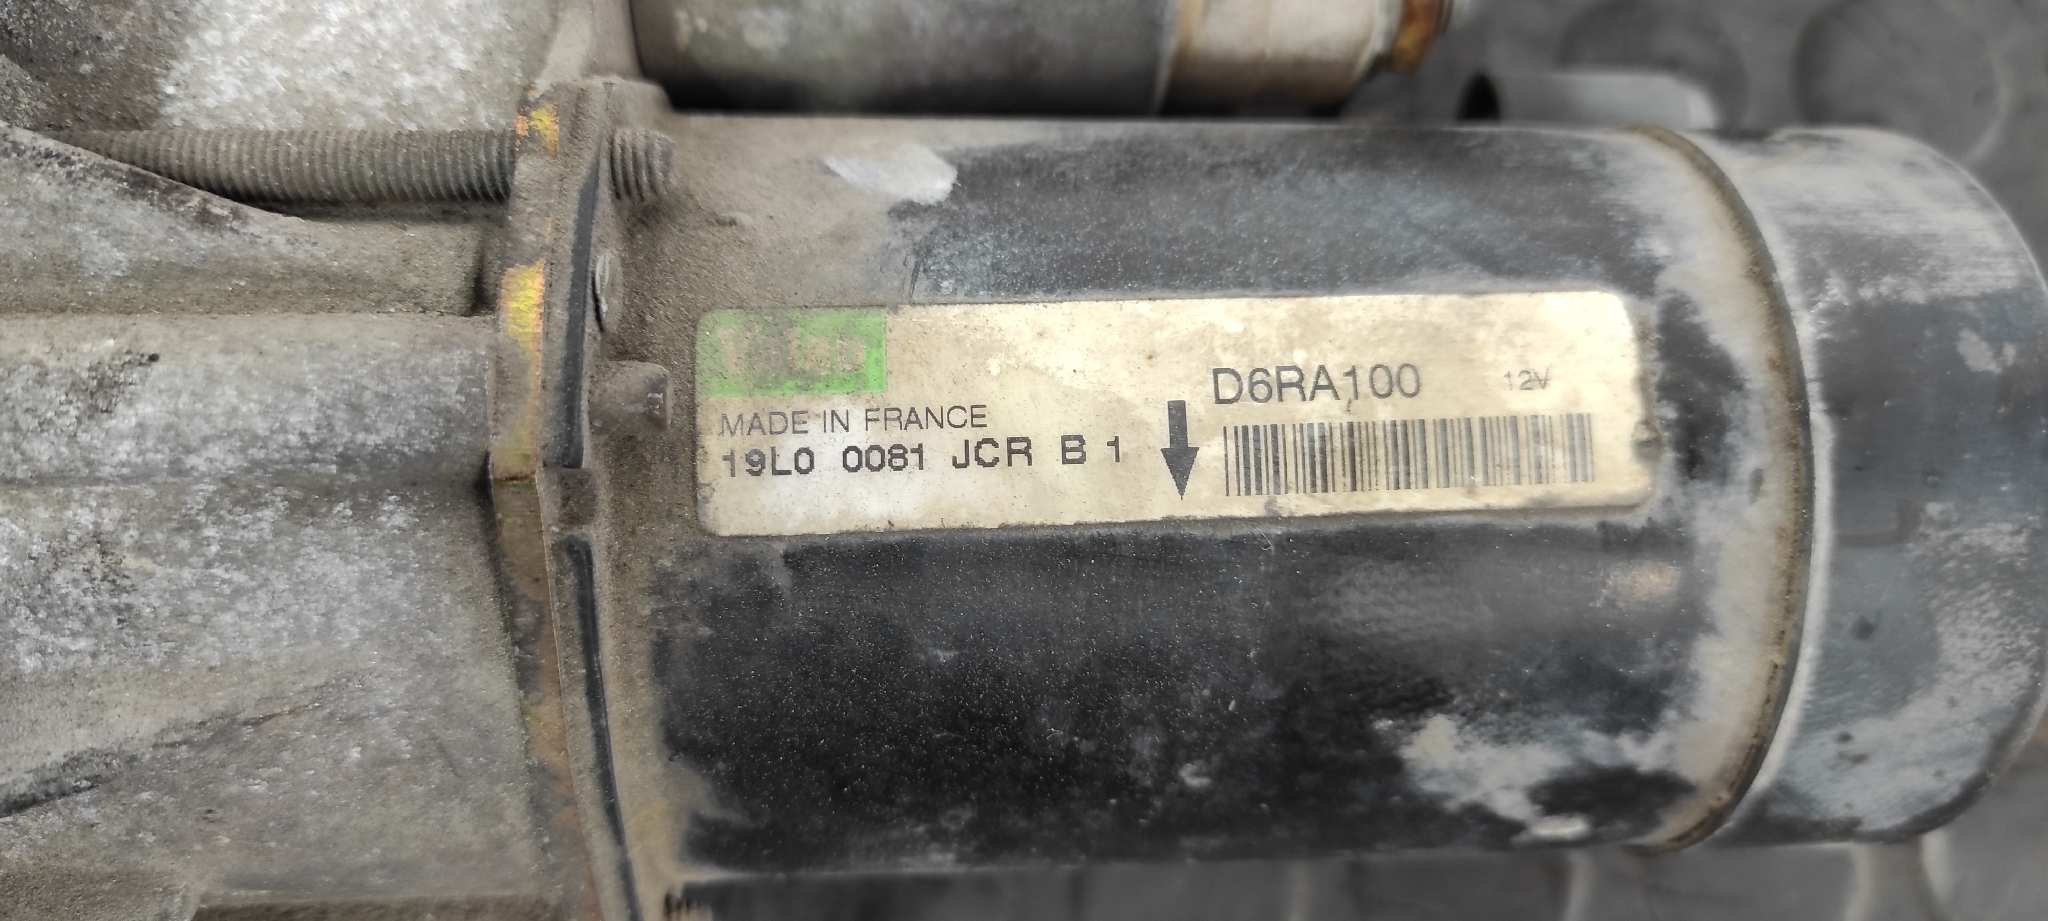 MADE IN FRANCE
19L0 0081 JCR B 1
D6RA100 12V